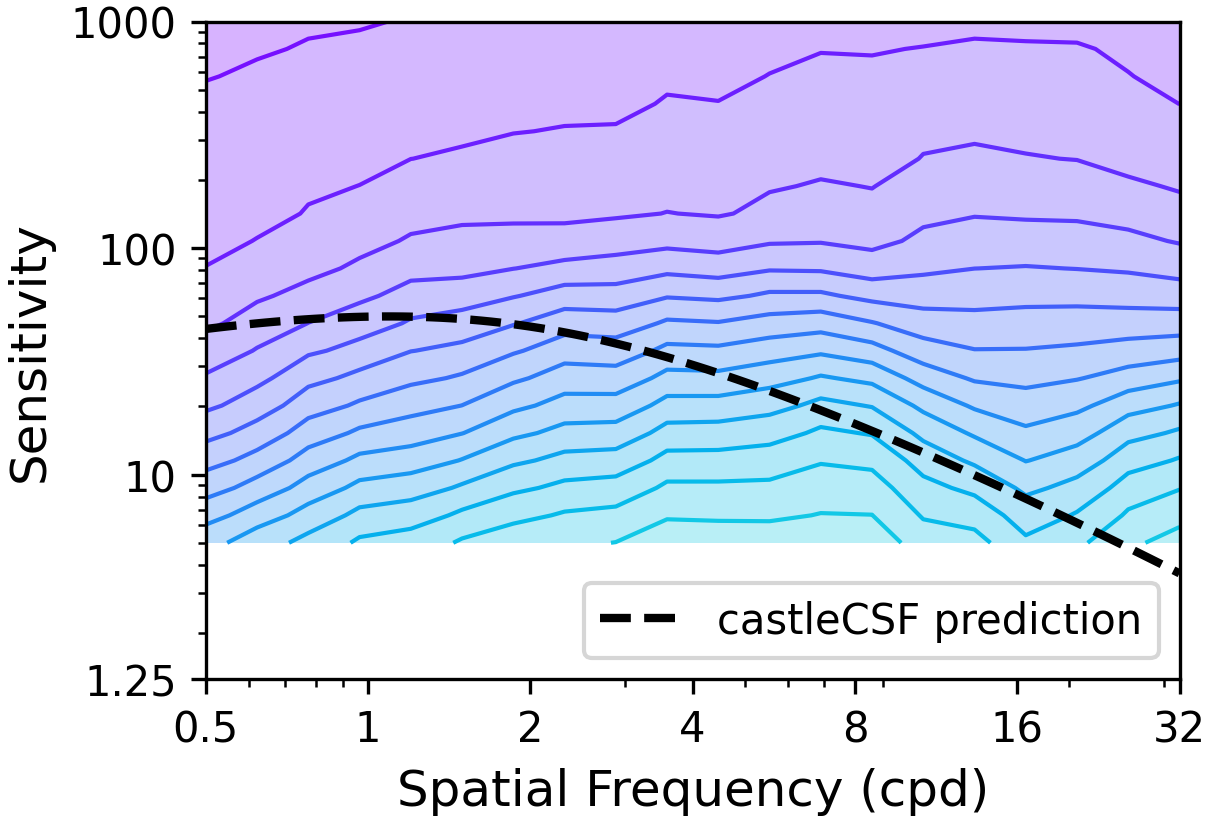 1000
100
10
1.25
Sensitivity
castleCSF prediction
0.5 1 2 4 8 16 32
Spatial Frequency (cpd)